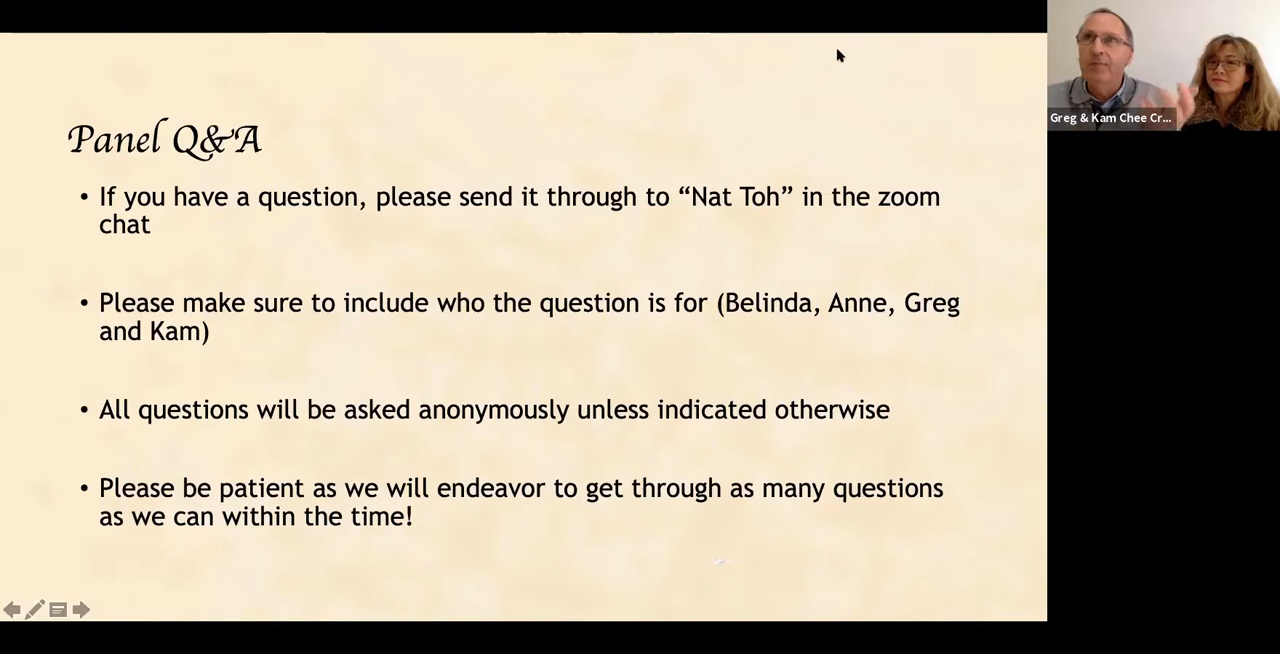 Panel Q&A
• If you have a question, please send it through to “Nat Toh” in the zoom
chat
• Please make sure to include who the question is for (Belinda, Anne, Greg
and Kam)
• All questions will be asked anonymously unless indicated otherwise
• Please be patient as we will endeavor to get through as many questions
as we can within the time!
Greg & Kam Chee Cr...